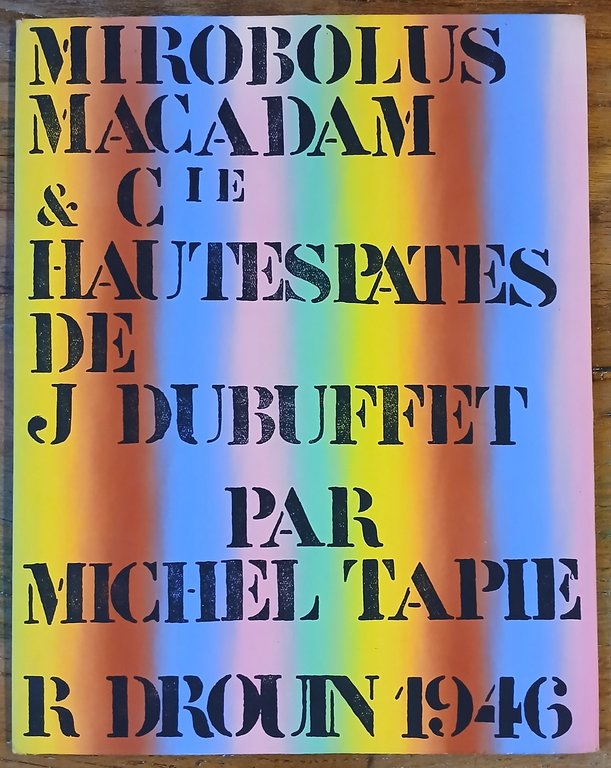 MIROBOLUS
MACADAM
& CIE
HAUTESPATES
DE
J DUBUFFET
PAR
MICHEL TAPIE
R DROUIN 1946